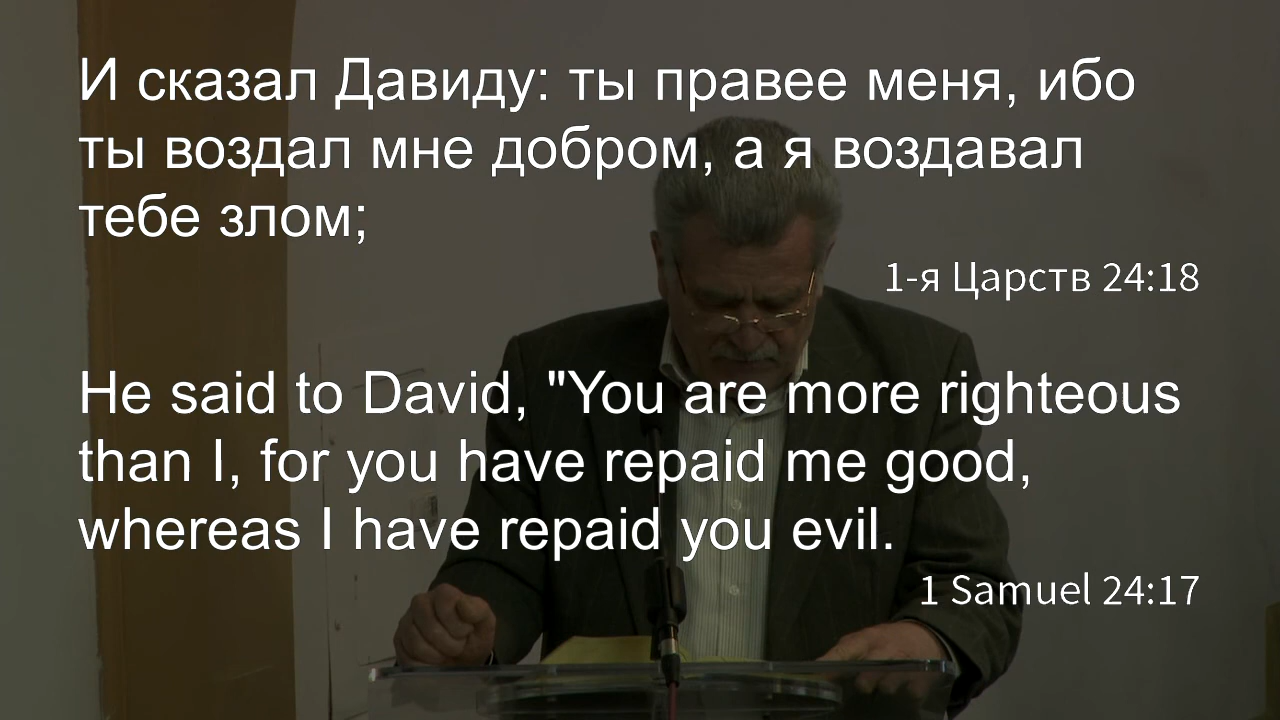 И сказал Давиду: ты правее меня, ибо
ты воздал мне добром, а я воздавал
тебе злом;
1-я Царств 24:18
He said to David, "You are more righteous
than I, for you have repaid me good,
whereas I have repaid you evil.
1 Samuel 24:17